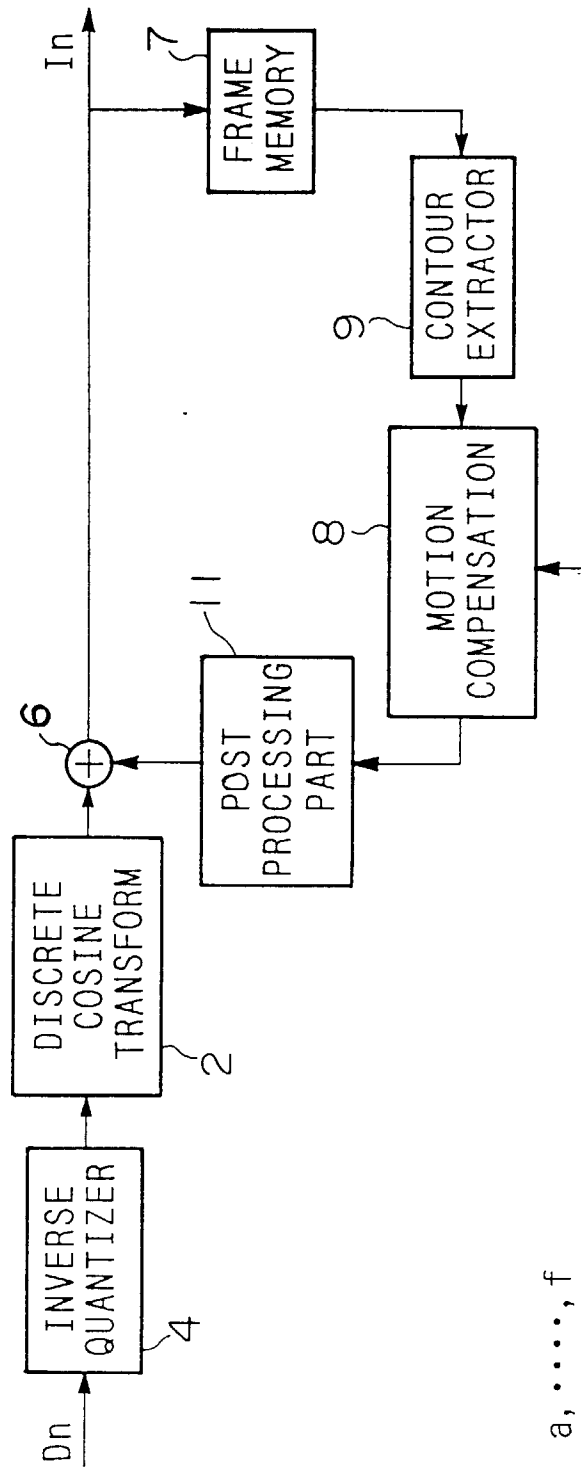 Dn
INVERSE
QUANTIZER
4
DISCRETE
COSINE
TRANSFORM
2
6
In
POST
PROCESSING
PART
11
FRAME
MEMORY
7
MOTION
COMPENSATION
8
CONTOUR
EXTRACTOR
9
a, ····, f